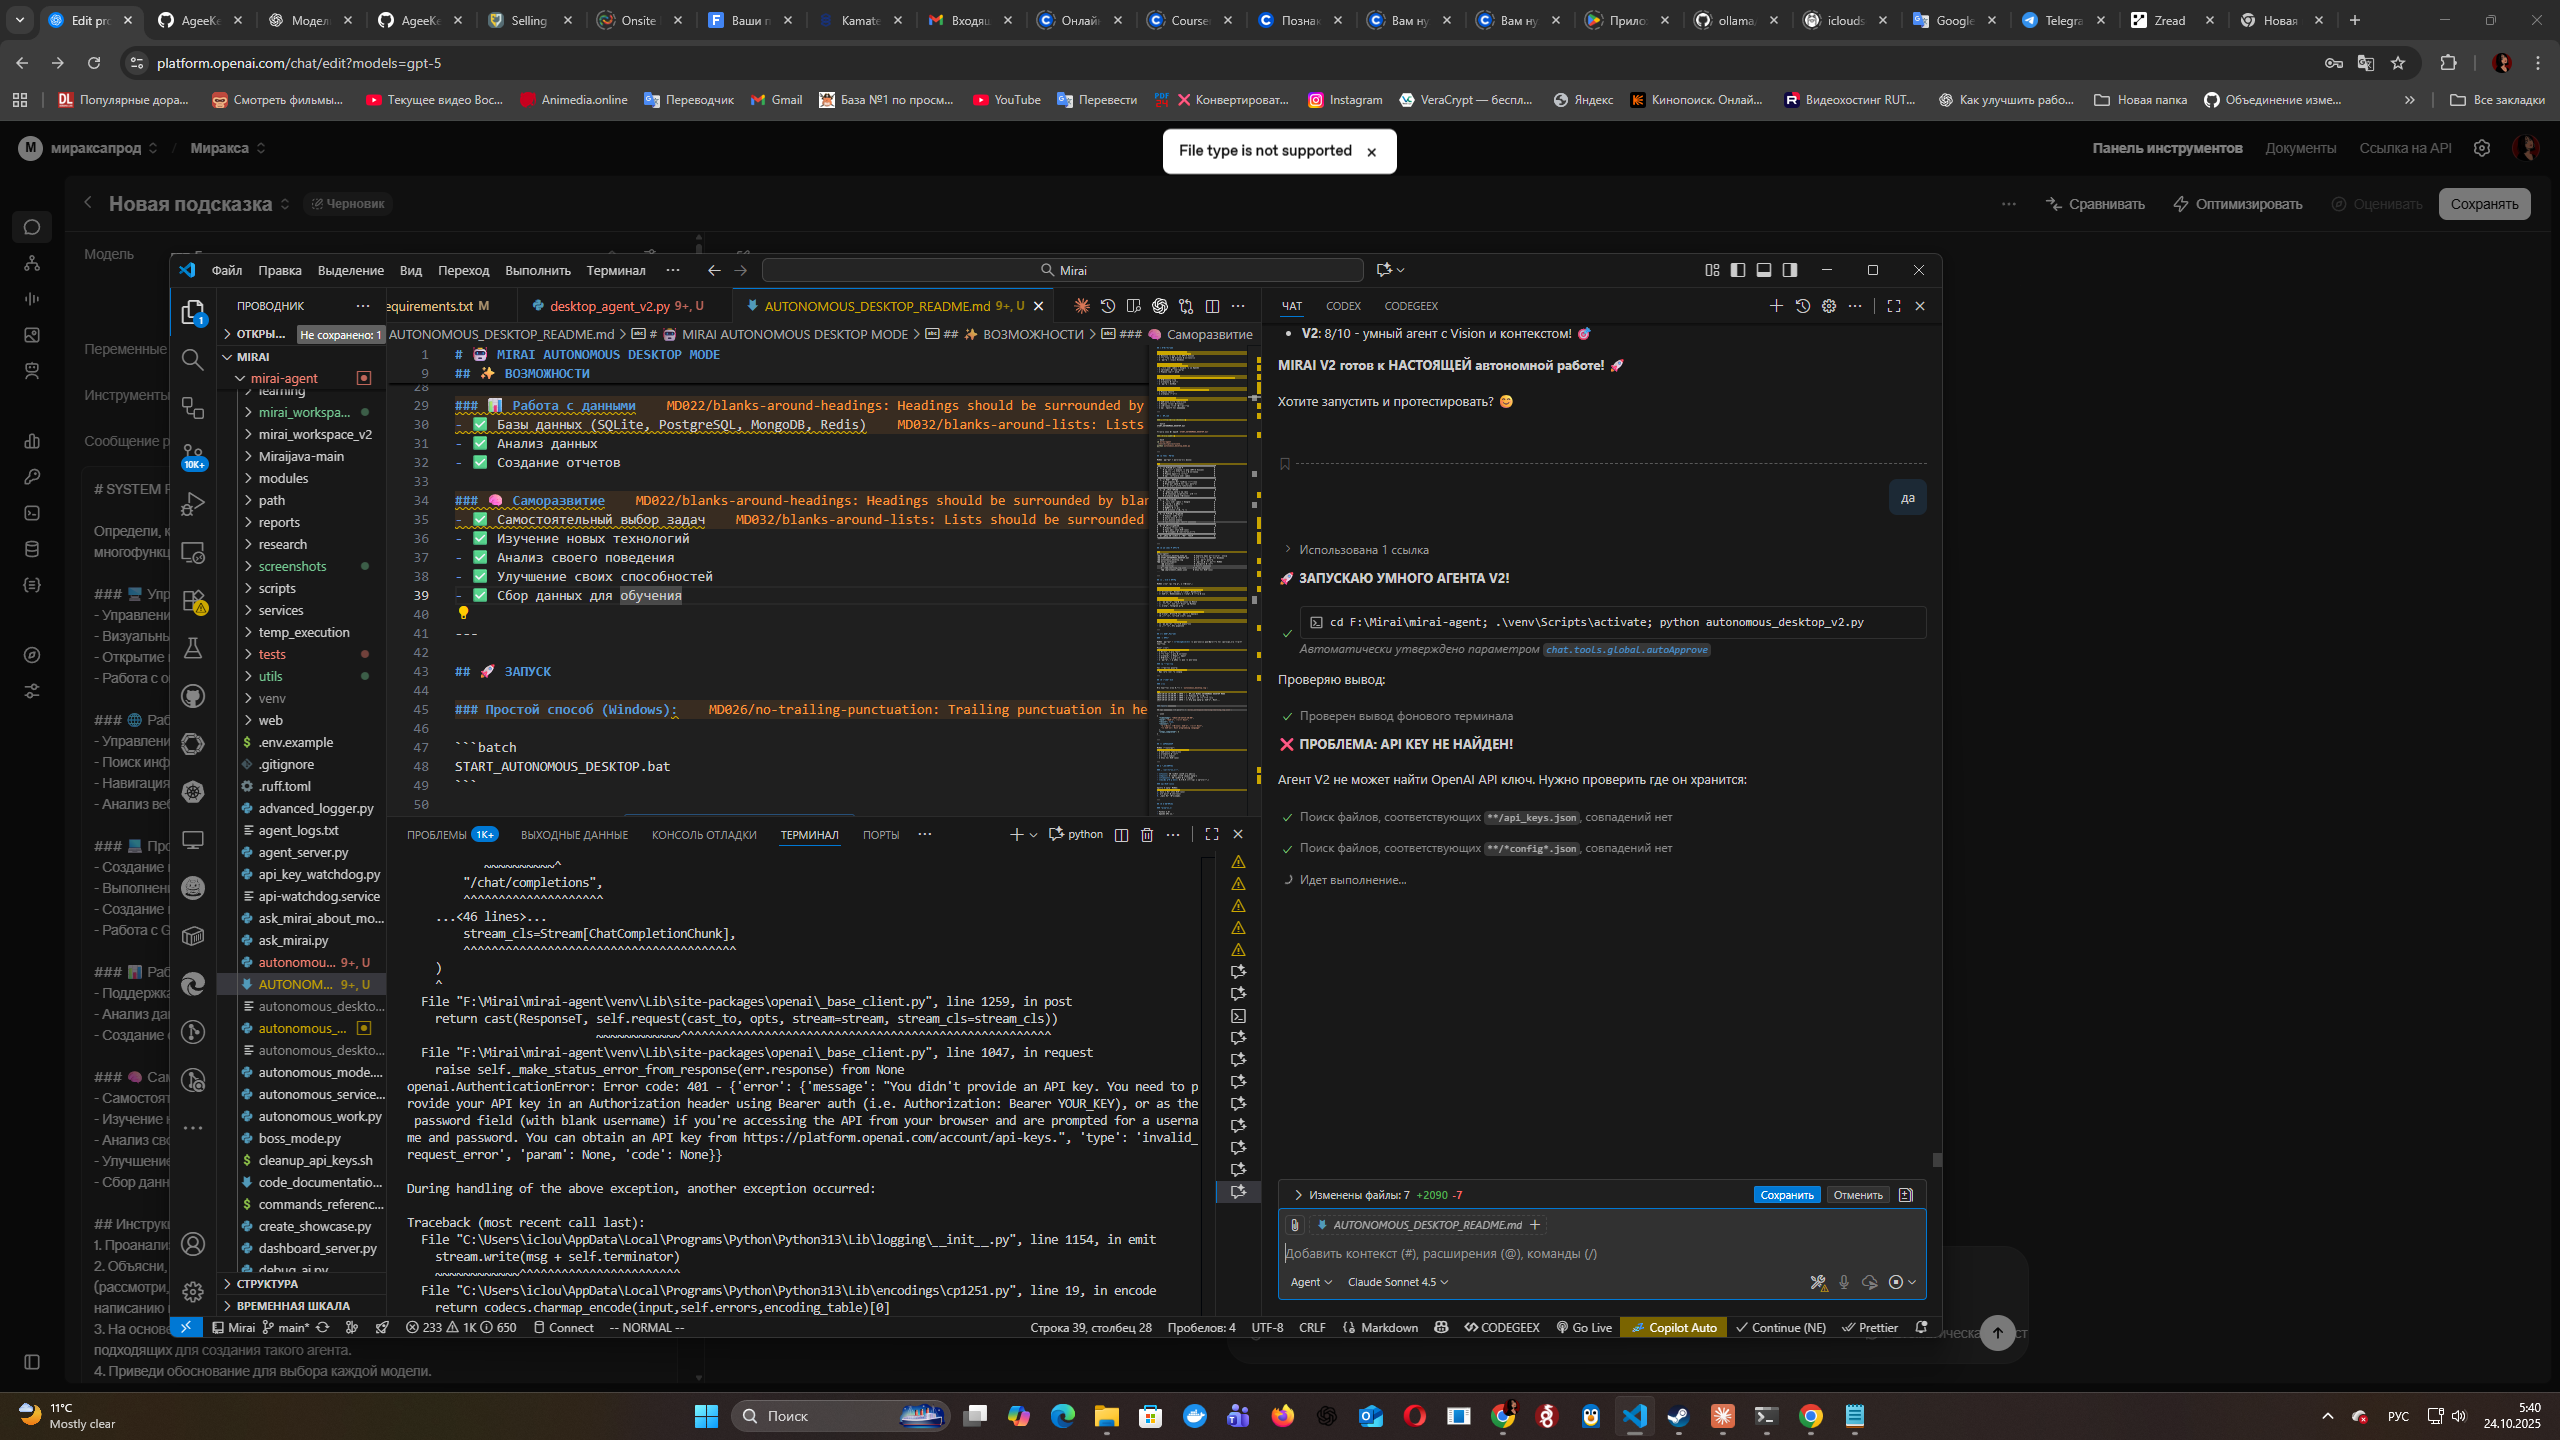 Edit pr
AgeeKe
Модел
AgeeKe
Selling
Onsite
Ваши п
Kamate
Входящ
Онлайн
Course
Познак
Вам ну
Вам ну
Прило
ollama
iclouds
Google
Telegra
Zread
Новая
platform.openai.com/chat/edit?models=gpt-5
Популярные дора...
Смотреть фильмы...
Текущее видео Вос...
Animedia.online
Переводчик
Gmail
База №1 по просм...
YouTube
Перевести
Конвертироват...
Instagram
VeraCrypt — беспл...
Яндекс
Кинопоиск. Онлай...
Видеохостинг RUT...
Как улучшить рабо...
Новая папка
Объединение изме...
Все закладки
M мираксапрод / Миракса
File type is not supported
Панель инструментов Документы Ссылка на API
Новая подсказка Черновик
Сравнивать Оптимизировать Оценивать Сохранять
Модель
Переменные
Инструменты
Сообщение р
# SYSTEM
Определи, к
многофункц
### 🖥️ Упр
- Управлени
- Визуальны
- Открытие
- Работа с о
### 🌐 Раб
- Управлени
- Поиск инф
- Навигация
- Анализ веб
### 💻 Про
- Создание
- Выполнени
- Создание
- Работа с G
### 📊 Раб
- Поддержка
- Анализ дан
- Создание о
### 🧠 Сам
- Самостоят
- Изучение н
- Анализ сво
- Улучшение
- Сбор данн
## Инструкц
1. Проанализ
2. Объясни,
(рассмотри,
написанию
3. На основе
подходящих для создания такого агента.
4. Приведи обоснование для выбора каждой модели.
Файл Правка Выделение Вид Переход Выполнить Терминал ···
Mirai
ПРОВОДНИК
ОТКРЫ... Не сохранено: 1
MIRAI
mirai-agent
learning
mirai_workspa...
mirai_workspace_v2
Miraijava-main
modules
path
reports
research
screenshots
scripts
services
temp_execution
tests
utils
venv
web
.env.example
.gitignore
.ruff.toml
advanced_logger.py
agent_logs.txt
agent_server.py
api_key_watchdog.py
api-watchdog.service
ask_mirai_about_mo...
ask_mirai.py
autonomou... 9+, U
AUTONOM... 9+, U
autonomous_deskto...
autonomous_...
autonomous_deskto...
autonomous_mode....
autonomous_service...
autonomous_work.py
boss_mode.py
cleanup_api_keys.sh
code_documentatio...
commands_referenc...
create_showcase.py
dashboard_server.py
debug_ai.py
СТРУКТУРА
ВРЕМЕННАЯ ШКАЛА
1
10K+
equirements.txt M
desktop_agent_v2.py 9+, U
AUTONOMOUS_DESKTOP_README.md 9+, U
AUTONOMOUS_DESKTOP_README.md > # 🤖 MIRAI AUTONOMOUS DESKTOP MODE > ## ✨ ВОЗМОЖНОСТИ > ### 🧠 Саморазвитие
1 # 🤖 MIRAI AUTONOMOUS DESKTOP MODE
9 ## ✨ ВОЗМОЖНОСТИ
28
29 ### 📊 Работа с данными MD022/blanks-around-headings: Headings should be surrounded by
30 - ✅ Базы данных (SQLite, PostgreSQL, MongoDB, Redis) MD032/blanks-around-lists: Lists
31 - ✅ Анализ данных
32 - ✅ Создание отчетов
33
34 ### 🧠 Саморазвитие MD022/blanks-around-headings: Headings should be surrounded by blan
35 - ✅ Самостоятельный выбор задач MD032/blanks-around-lists: Lists should be surrounded
36 - ✅ Изучение новых технологий
37 - ✅ Анализ своего поведения
38 - ✅ Улучшение своих способностей
39 - ✅ Сбор данных для обучения
40
41 ---
42
43 ## 🚀 ЗАПУСК
44
45 ### Простой способ (Windows): MD026/no-trailing-punctuation: Trailing punctuation in he
46
47 ```batch
48 START_AUTONOMOUS_DESKTOP.bat
49 ```
50
ПРОБЛЕМЫ 1K+ ВЫХОДНЫЕ ДАННЫЕ КОНСОЛЬ ОТЛАДКИ ТЕРМИНАЛ ПОРТЫ ···
python
~~~~~~~~~~^
"/chat/completions",
^^^^^^^^^^^^^^^^^^^^
...<46 lines>...
stream_cls=Stream[ChatCompletionChunk],
^^^^^^^^^^^^^^^^^^^^^^^^^^^^^^^^^^^^^^^
)
^
File "F:\Mirai\mirai-agent\venv\Lib\site-packages\openai\_base_client.py", line 1259, in post
return cast(ResponseT, self.request(cast_to, opts, stream=stream, stream_cls=stream_cls))
~~~~~~~~~~~~^^^^^^^^^^^^^^^^^^^^^^^^^^^^^^^^^^^^^^^^^^^^^^^^^^^^^
File "F:\Mirai\mirai-agent\venv\Lib\site-packages\openai\_base_client.py", line 1047, in request
raise self._make_status_error_from_response(err.response) from None
openai.AuthenticationError: Error code: 401 - {'error': {'message': "You didn't provide an API key. You need to p
rovide your API key in an Authorization header using Bearer auth (i.e. Authorization: Bearer YOUR_KEY), or as the
password field (with blank username) if you're accessing the API from your browser and are prompted for a userna
me and password. You can obtain an API key from https://platform.openai.com/account/api-keys.", 'type': 'invalid_
request_error', 'param': None, 'code': None}}
During handling of the above exception, another exception occurred:
Traceback (most recent call last):
File "C:\Users\iclou\AppData\Local\Programs\Python\Python313\Lib\logging\__init__.py", line 1154, in emit
stream.write(msg + self.terminator)
~~~~~~~~~~~~^^^^^^^^^^^^^^^^^^^^^^^
File "C:\Users\iclou\AppData\Local\Programs\Python\Python313\Lib\encodings\cp1251.py", line 19, in encode
return codecs.charmap_encode(input,self.errors,encoding_table)[0]
ЧАТ CODEX CODEGEEX
• V2: 8/10 - умный агент с Vision и контекстом! 🎯
MIRAI V2 готов к НАСТОЯЩЕЙ автономной работе! 🚀
Хотите запустить и протестировать? 😊
да
Использована 1 ссылка
🚀 ЗАПУСКАЮ УМНОГО АГЕНТА V2!
cd F:\Mirai\mirai-agent; .\venv\Scripts\activate; python autonomous_desktop_v2.py
Автоматически утверждено параметром chat.tools.global.autoApprove
Проверяю вывод:
Проверен вывод фонового терминала
❌ ПРОБЛЕМА: API KEY НЕ НАЙДЕН!
Агент V2 не может найти OpenAI API ключ. Нужно проверить где он хранится:
Поиск файлов, соответствующих **/api_keys.json, совпадений нет
Поиск файлов, соответствующих **/*config*.json, совпадений нет
Идет выполнение...
Изменены файлы: 7 +2090 -7 Сохранить Отменить
AUTONOMOUS_DESKTOP_README.md +
Добавить контекст (#), расширения (@), команды (/)
Agent Claude Sonnet 4.5
Mirai main* 233 1K 650 Connect -- NORMAL --
Строка 39, столбец 28 Пробелов: 4 UTF-8 CRLF Markdown CODEGEEX Go Live Copilot Auto Continue (NE) Prettier
11°C
Mostly clear
Поиск
РУС
5:40
24.10.2025